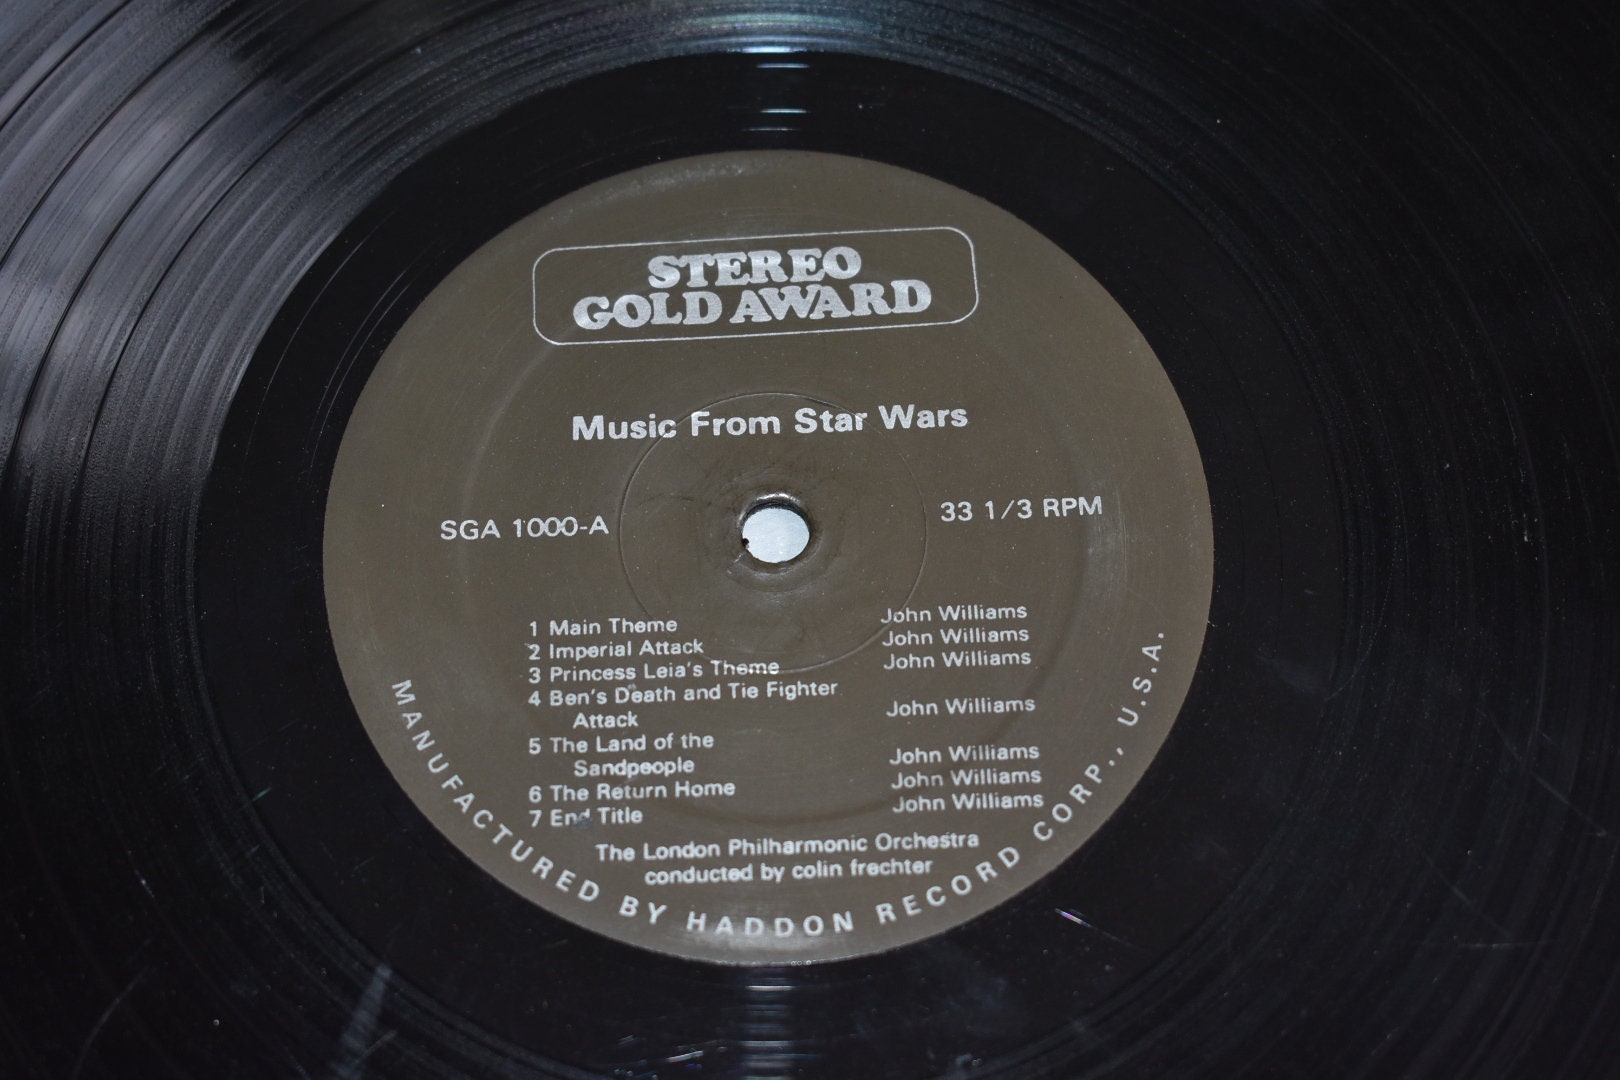 STEREO
GOLD AWARD
Music From Star Wars
SGA 1000-A 33 1/3 RPM
1 Main Theme John Williams
2 Imperial Attack John Williams
3 Princess Leia's Theme John Williams
4 Ben's Death and Tie Fighter
Attack John Williams
5 The Land of the
Sandpeople John Williams
6 The Return Home John Williams
7 End Title John Williams
The London Philharmonic Orchestra
conducted by colin frechter
MANUFACTURED BY HADDON RECORD CORP., U.S.A.